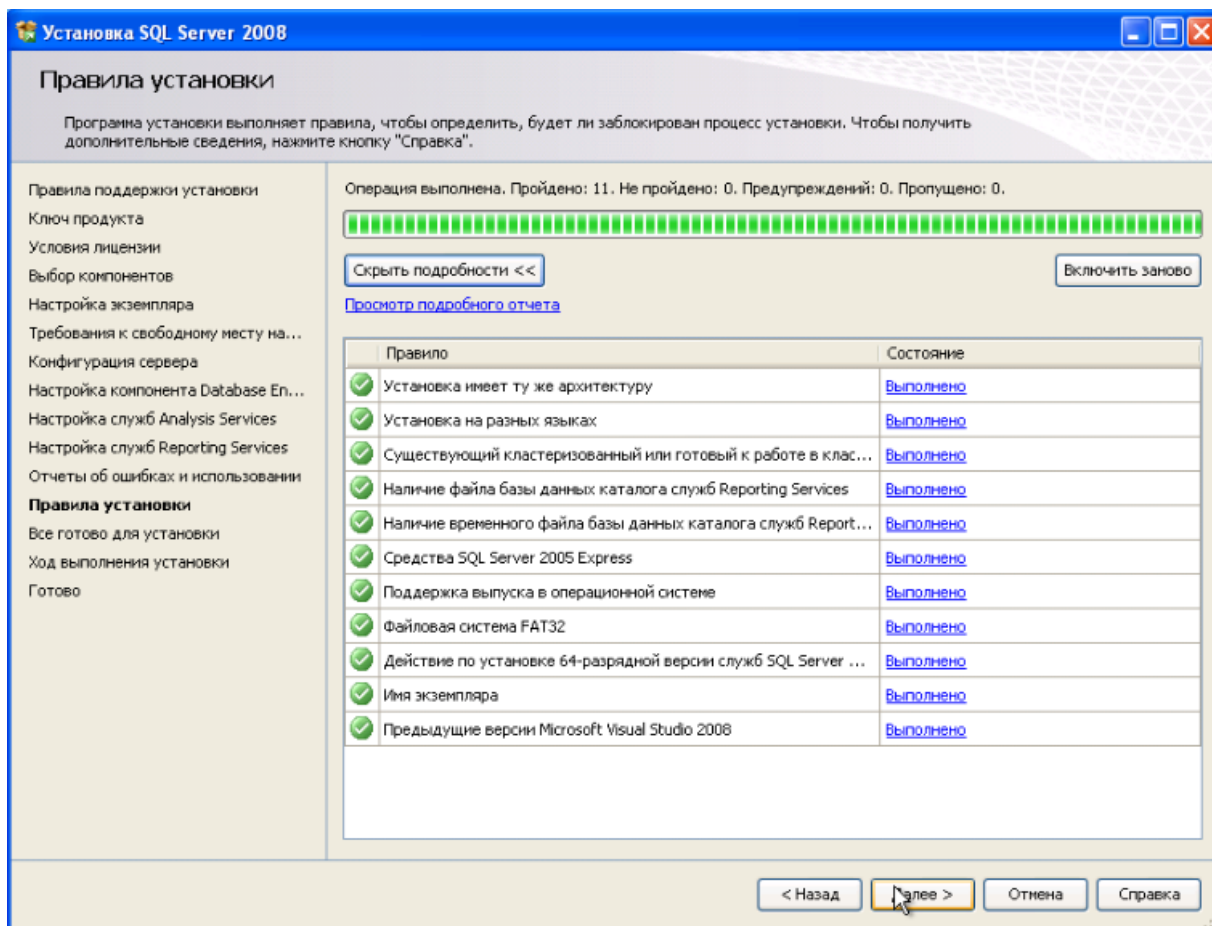 Установка SQL Server 2008
Правила установки
Программа установки выполняет правила, чтобы определить, будет ли заблокирован процесс установки. Чтобы получить
дополнительные сведения, нажмите кнопку "Справка".
Правила поддержки установки
Ключ продукта
Условия лицензии
Выбор компонентов
Настройка экземпляра
Требования к свободному месту на...
Конфигурация сервера
Настройка компонента Database En...
Настройка служб Analysis Services
Настройка служб Reporting Services
Отчеты об ошибках и использовании
Правила установки
Все готово для установки
Ход выполнения установки
Готово
Операция выполнена. Пройдено: 11. Не пройдено: 0. Предупреждений: 0. Пропущено: 0.
Скрыть подробности <<
Включить заново
Просмотр подробного отчета
Правило Состояние
Установка имеет ту же архитектуру Выполнено
Установка на разных языках Выполнено
Существующий кластеризованный или готовый к работе в клас... Выполнено
Наличие файла базы данных каталога служб Reporting Services Выполнено
Наличие временного файла базы данных каталога служб Report... Выполнено
Средства SQL Server 2005 Express Выполнено
Поддержка выпуска в операционной системе Выполнено
Файловая система FAT32 Выполнено
Действие по установке 64-разрядной версии служб SQL Server ... Выполнено
Имя экземпляра Выполнено
Предыдущие версии Microsoft Visual Studio 2008 Выполнено
< Назад Далее > Отмена Справка